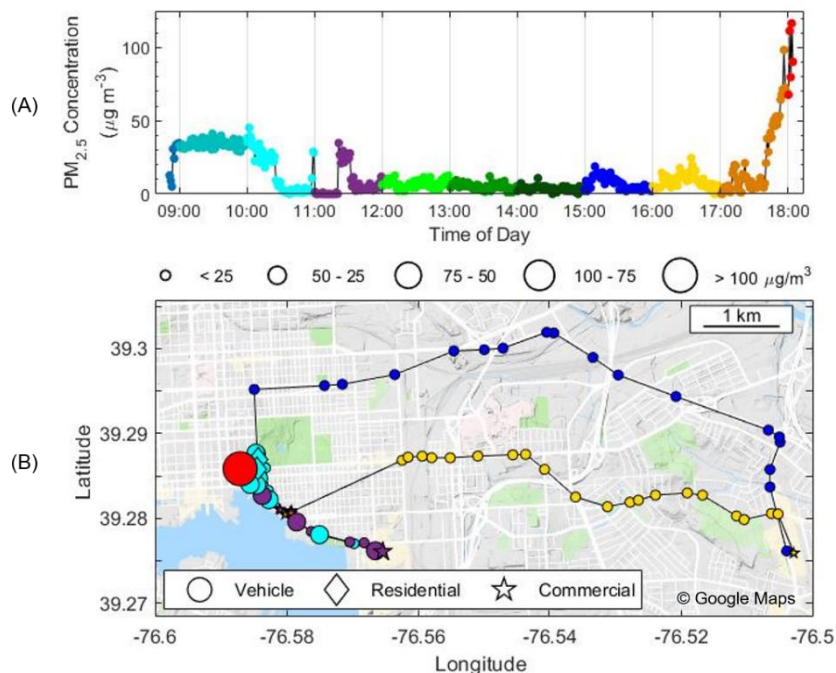 (A)
PM2.5 Concentration
(μg m-3)
100
50
0
09:00 10:00 11:00 12:00 13:00 14:00 15:00 16:00 17:00 18:00
Time of Day
< 25 50 - 25 75 - 50 100 - 75 > 100 μg/m3
(B)
Latitude
39.3
39.29
39.28
39.27
1 km
Vehicle Residential Commercial
© Google Maps
-76.6 -76.58 -76.56 -76.54 -76.52 -76.5
Longitude